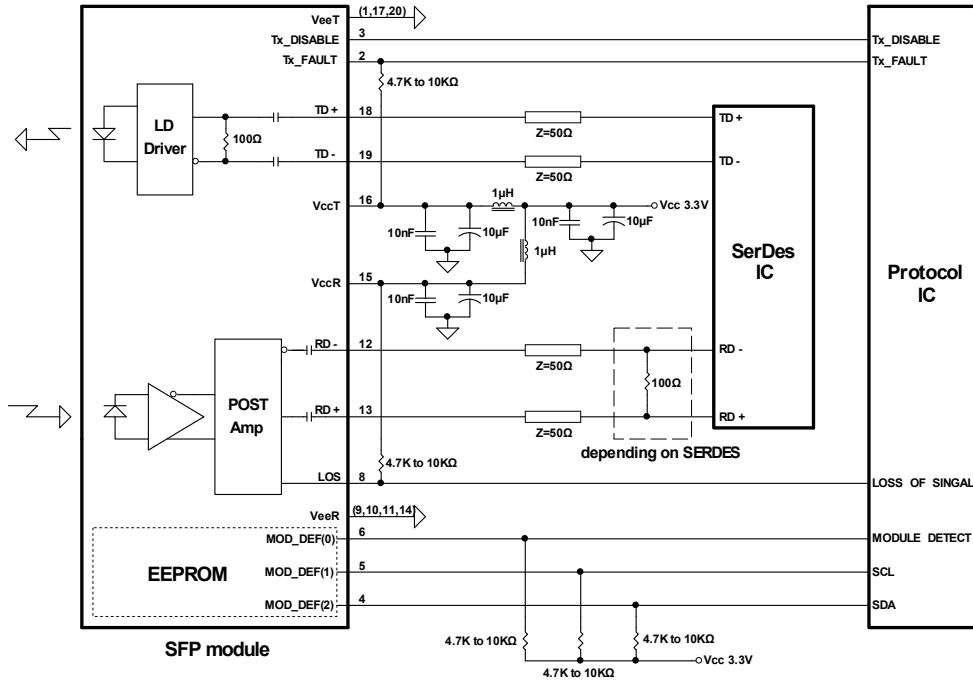 VeeT (1,17,20)
Tx_DISABLE 3 Tx_DISABLE
Tx_FAULT 2 Tx_FAULT
4.7K to 10KΩ
LD Driver
100Ω
TD+ 18 Z=50Ω TD+
TD- 19 Z=50Ω TD-
VccT 16
1µH
Vcc 3.3V
10nF
10µF
10nF
10µF
1µH
SerDes IC
Protocol IC
VccR 15
10nF
10µF
RD- 12 Z=50Ω RD-
100Ω
POST Amp
RD+ 13 Z=50Ω RD+
depending on SERDES
4.7K to 10KΩ
LOS 8 LOSS OF SINGAL
VeeR (9,10,11,14)
MOD_DEF(0) 6 MODULE DETECT
EEPROM
MOD_DEF(1) 5 SCL
MOD_DEF(2) 4 SDA
4.7K to 10KΩ
4.7K to 10KΩ
4.7K to 10KΩ
Vcc 3.3V
SFP module